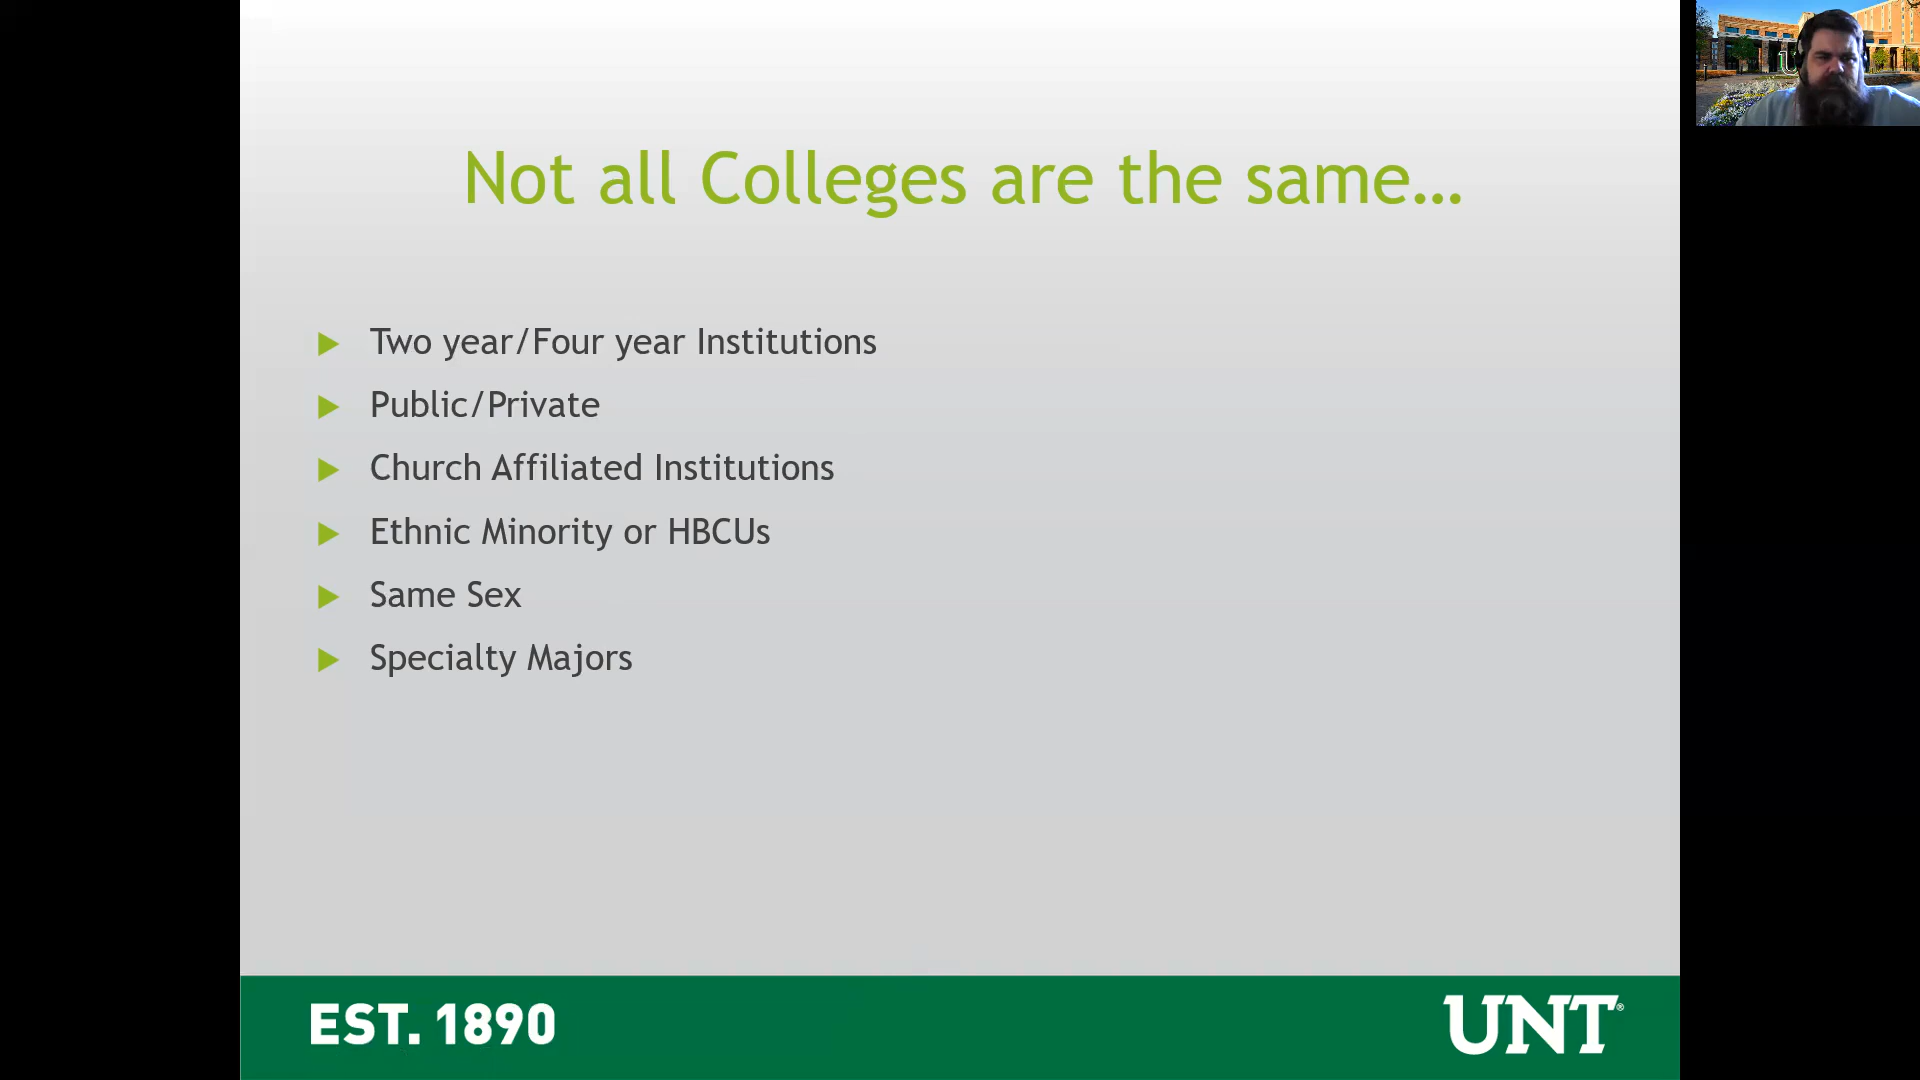 Not all Colleges are the same…
Two year/Four year Institutions
Public/Private
Church Affiliated Institutions
Ethnic Minority or HBCUs
Same Sex
Specialty Majors
EST. 1890
UNT®